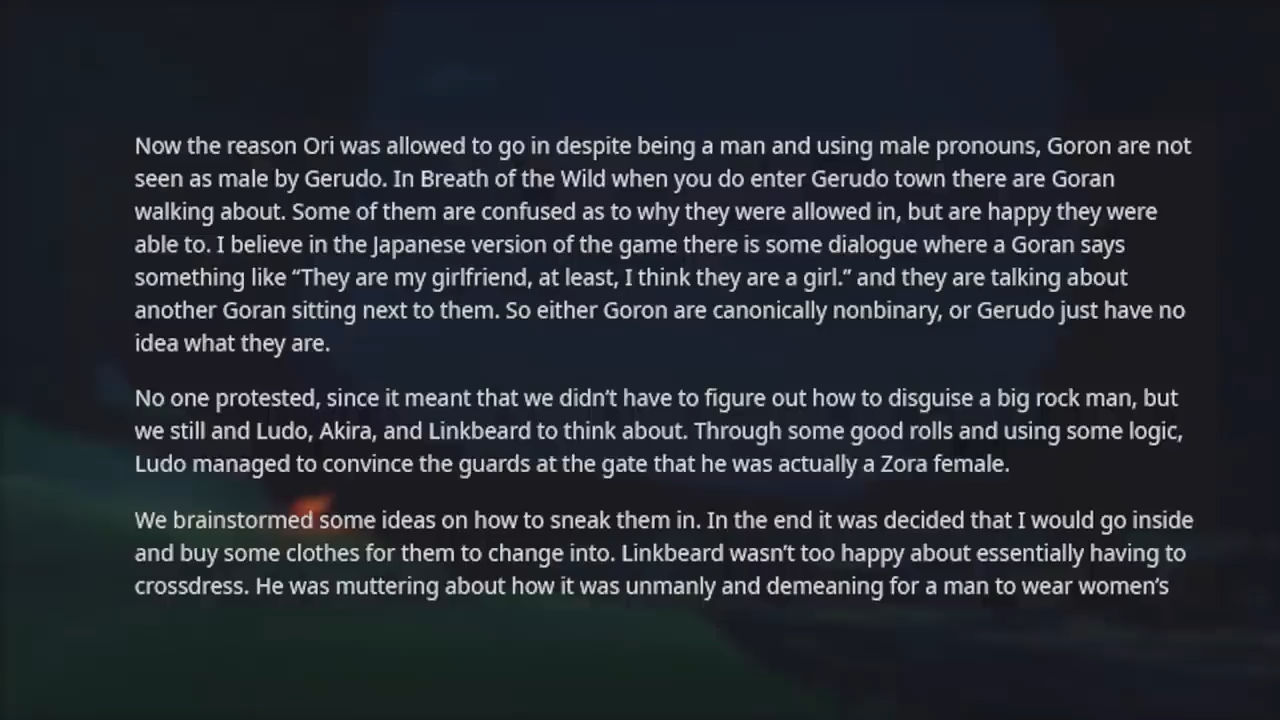 Now the reason Ori was allowed to go in despite being a man and using male pronouns, Goron are not
seen as male by Gerudo. In Breath of the Wild when you do enter Gerudo town there are Goran
walking about. Some of them are confused as to why they were allowed in, but are happy they were
able to. I believe in the Japanese version of the game there is some dialogue where a Goran says
something like “They are my girlfriend, at least, I think they are a girl.” and they are talking about
another Goran sitting next to them. So either Goron are canonically nonbinary, or Gerudo just have no
idea what they are.
No one protested, since it meant that we didn’t have to figure out how to disguise a big rock man, but
we still and Ludo, Akira, and Linkbeard to think about. Through some good rolls and using some logic,
Ludo managed to convince the guards at the gate that he was actually a Zora female.
We brainstormed some ideas on how to sneak them in. In the end it was decided that I would go inside
and buy some clothes for them to change into. Linkbeard wasn’t too happy about essentially having to
crossdress. He was muttering about how it was unmanly and demeaning for a man to wear women’s